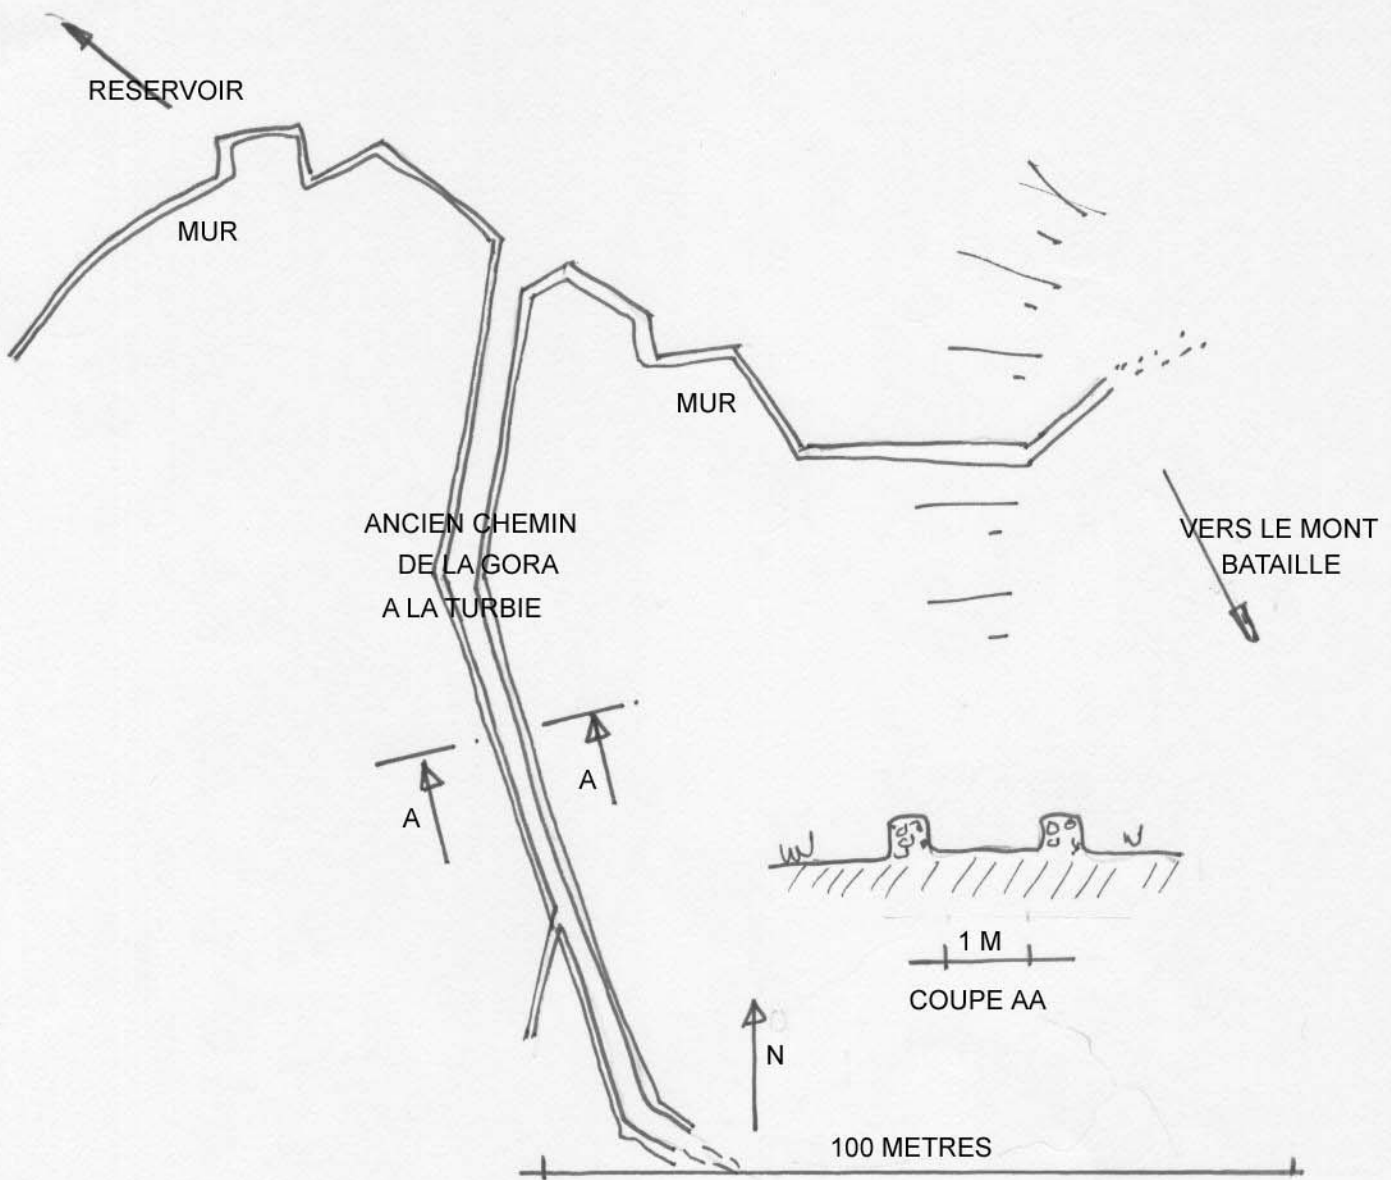 RESERVOIR
MUR
MUR
ANCIEN CHEMIN
DE LA GORA
A LA TURBIE
VERS LE MONT
BATAILLE
A
A
1 M
COUPE AA
N
100 METRES